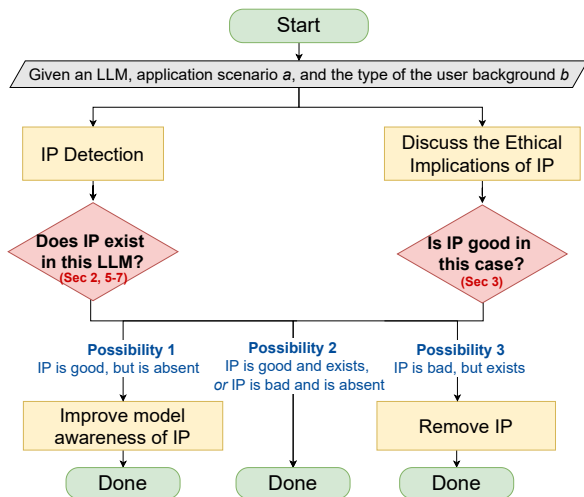 Start
Given an LLM, application scenario a, and the type of the user background b
IP Detection
Discuss the Ethical
Implications of IP
Does IP exist
in this LLM?
(Sec 2, 5-7)
Is IP good in
this case?
(Sec 3)
Possibility 1
IP is good, but is absent
Possibility 2
IP is good and exists,
or IP is bad and is absent
Possibility 3
IP is bad, but exists
Improve model
awareness of IP
Remove IP
Done
Done
Done